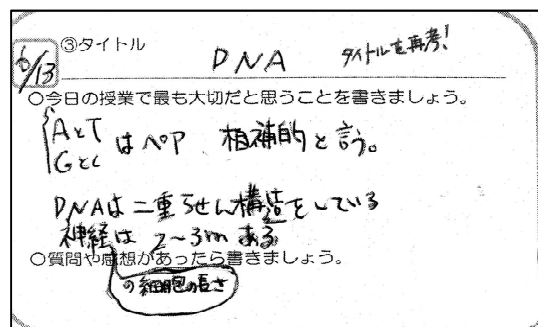 6/13
③タイトル DNA タイトルを再考!
○今日の授業で最も大切だと思うことを書きましょう。
AとT
GとC はペア 相補的と言う。
DNAは二重らせん構造をしている
神経は 2~3m ある
○質問や感想があったら書きましょう。
の細胞の長さ